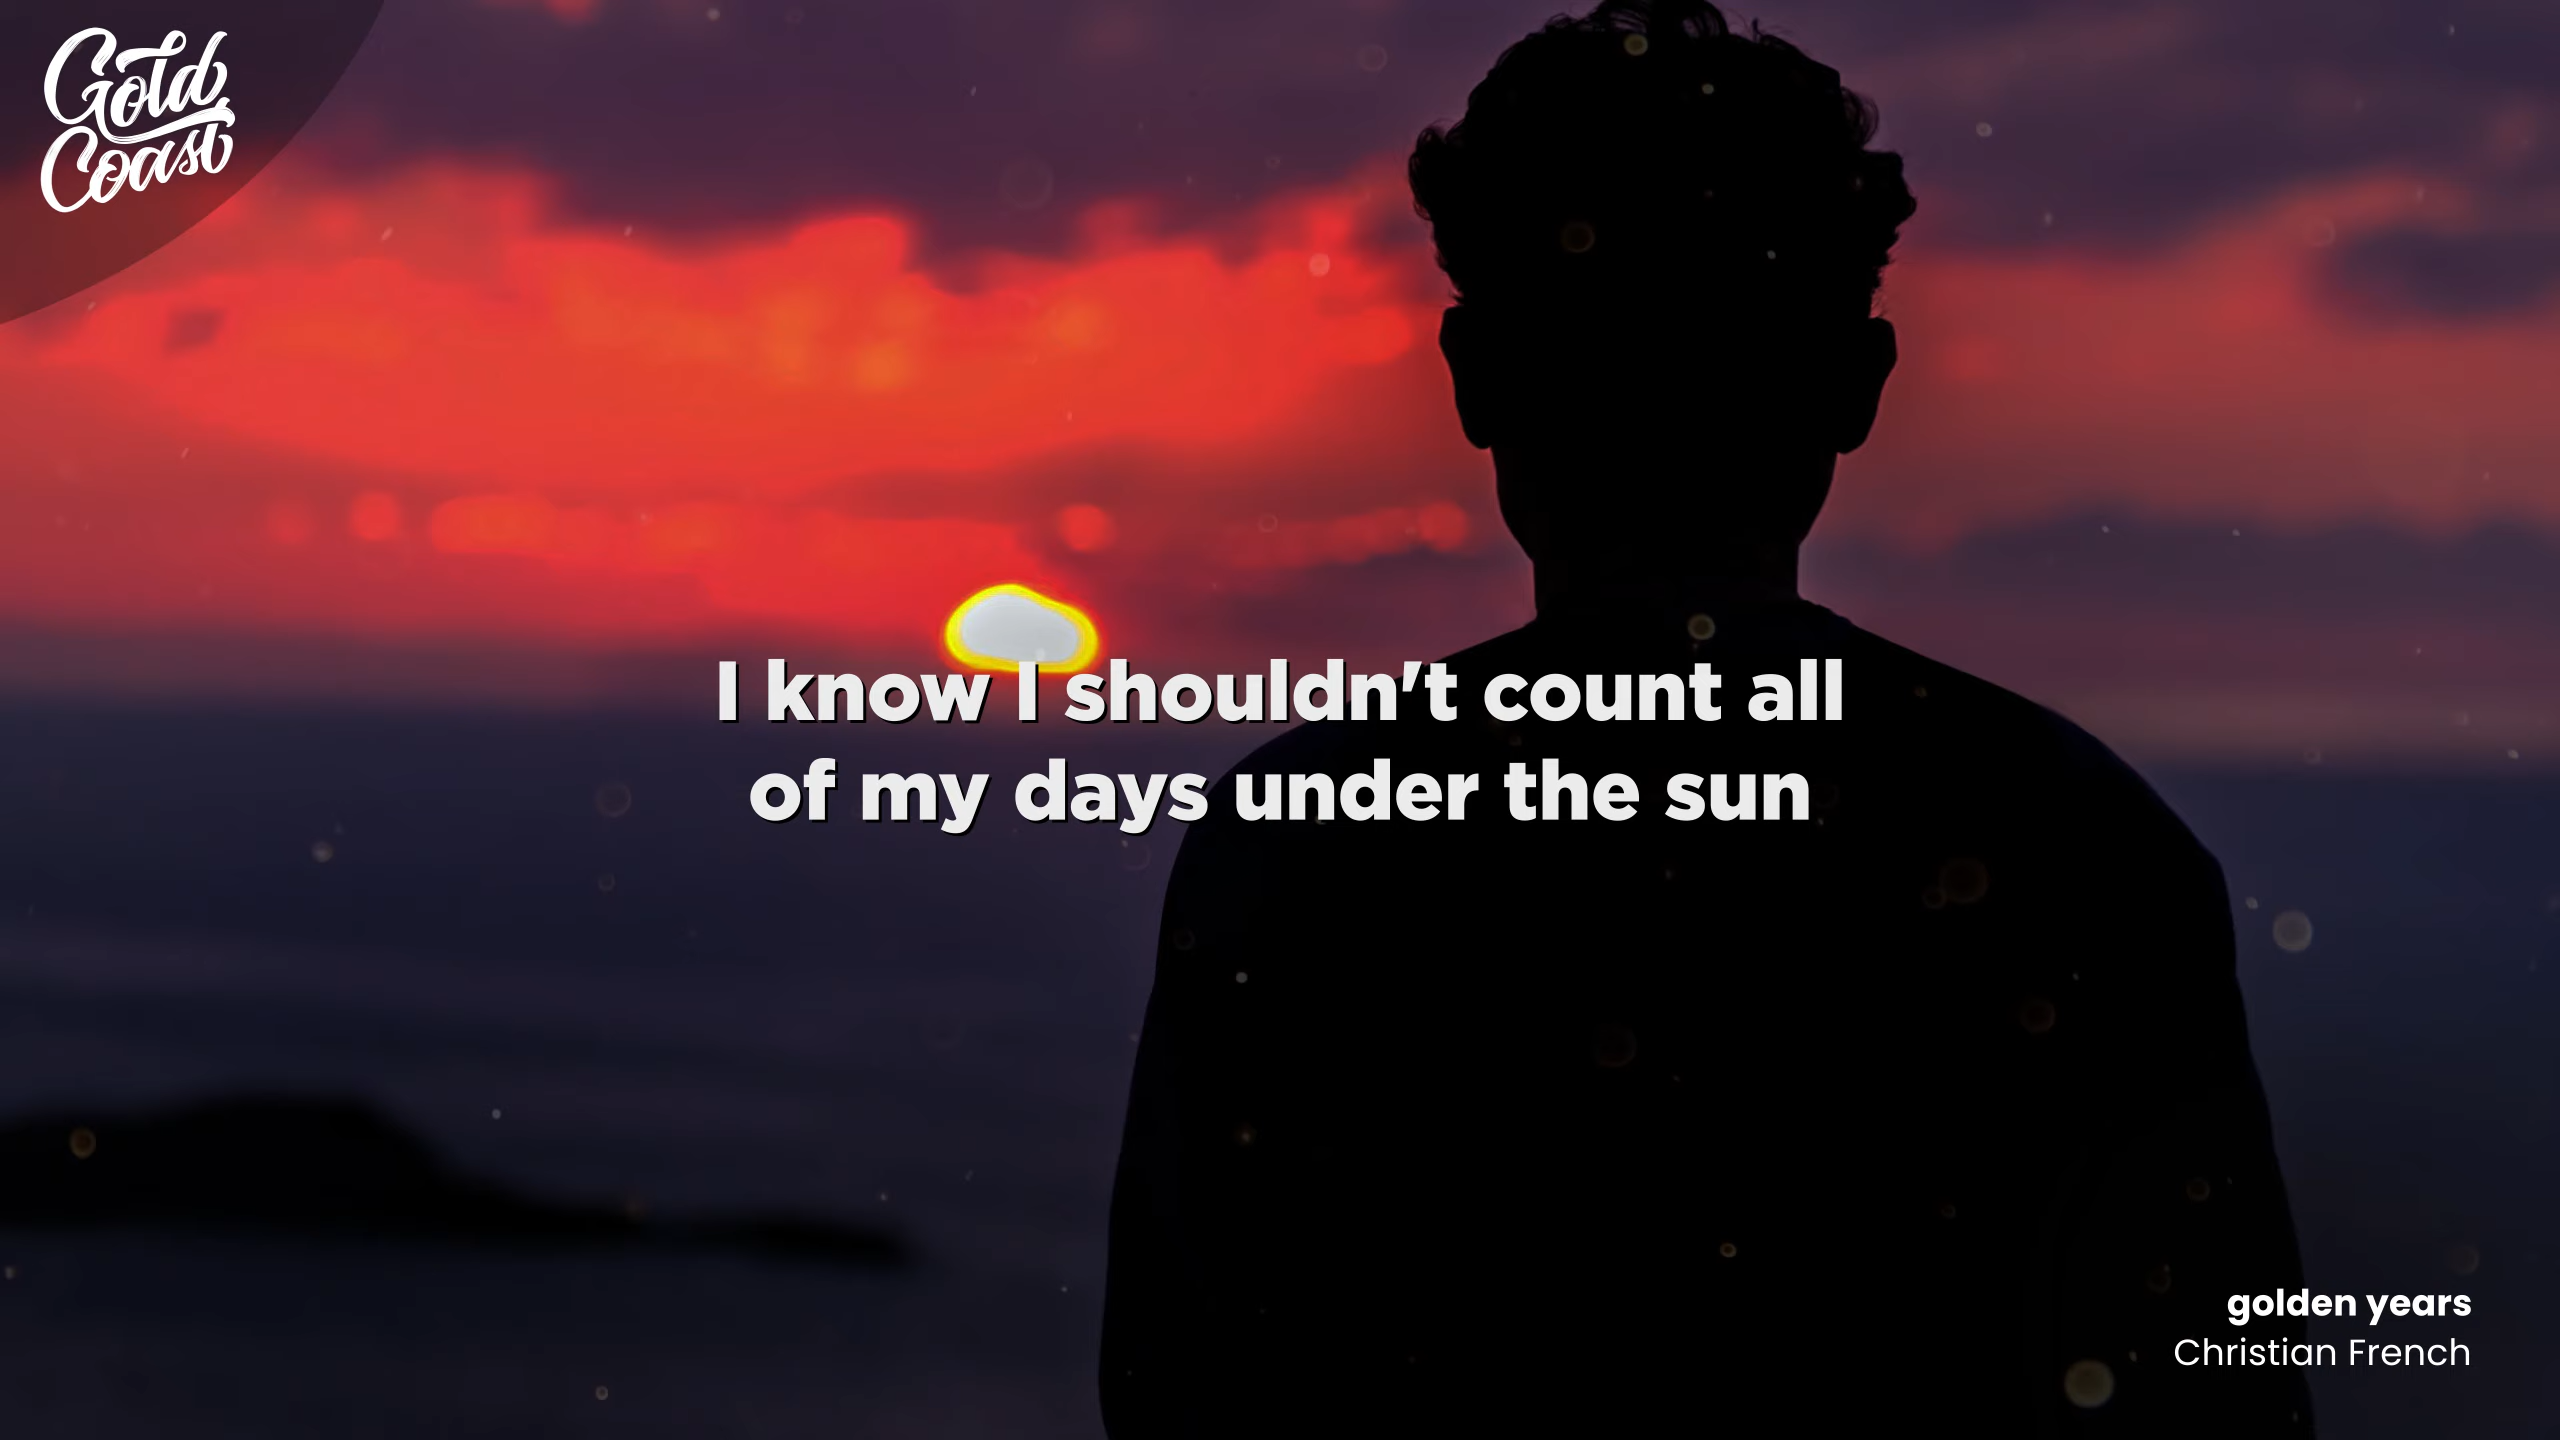 Gold
Coast
I know I shouldn't count all
of my days under the sun
golden years
Christian French